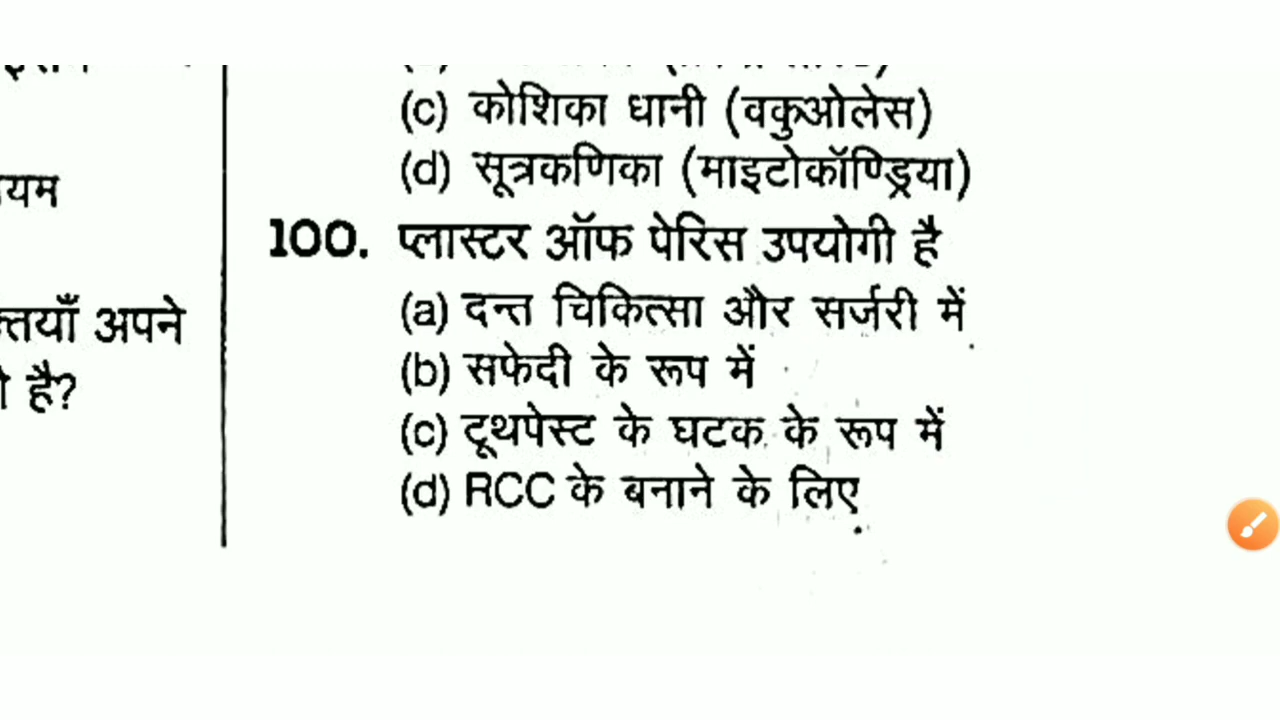 यम
क्तयाँ अपने
है?
(c) कोशिका धानी (वकुओलेस)
(d) सूत्रकणिका (माइटोकॉण्ड्रिया)
100. प्लास्टर ऑफ पेरिस उपयोगी है
(a) दन्त चिकित्सा और सर्जरी में
(b) सफेदी के रूप में
(c) टूथपेस्ट के घटक के रूप में
(d) RCC के बनाने के लिए